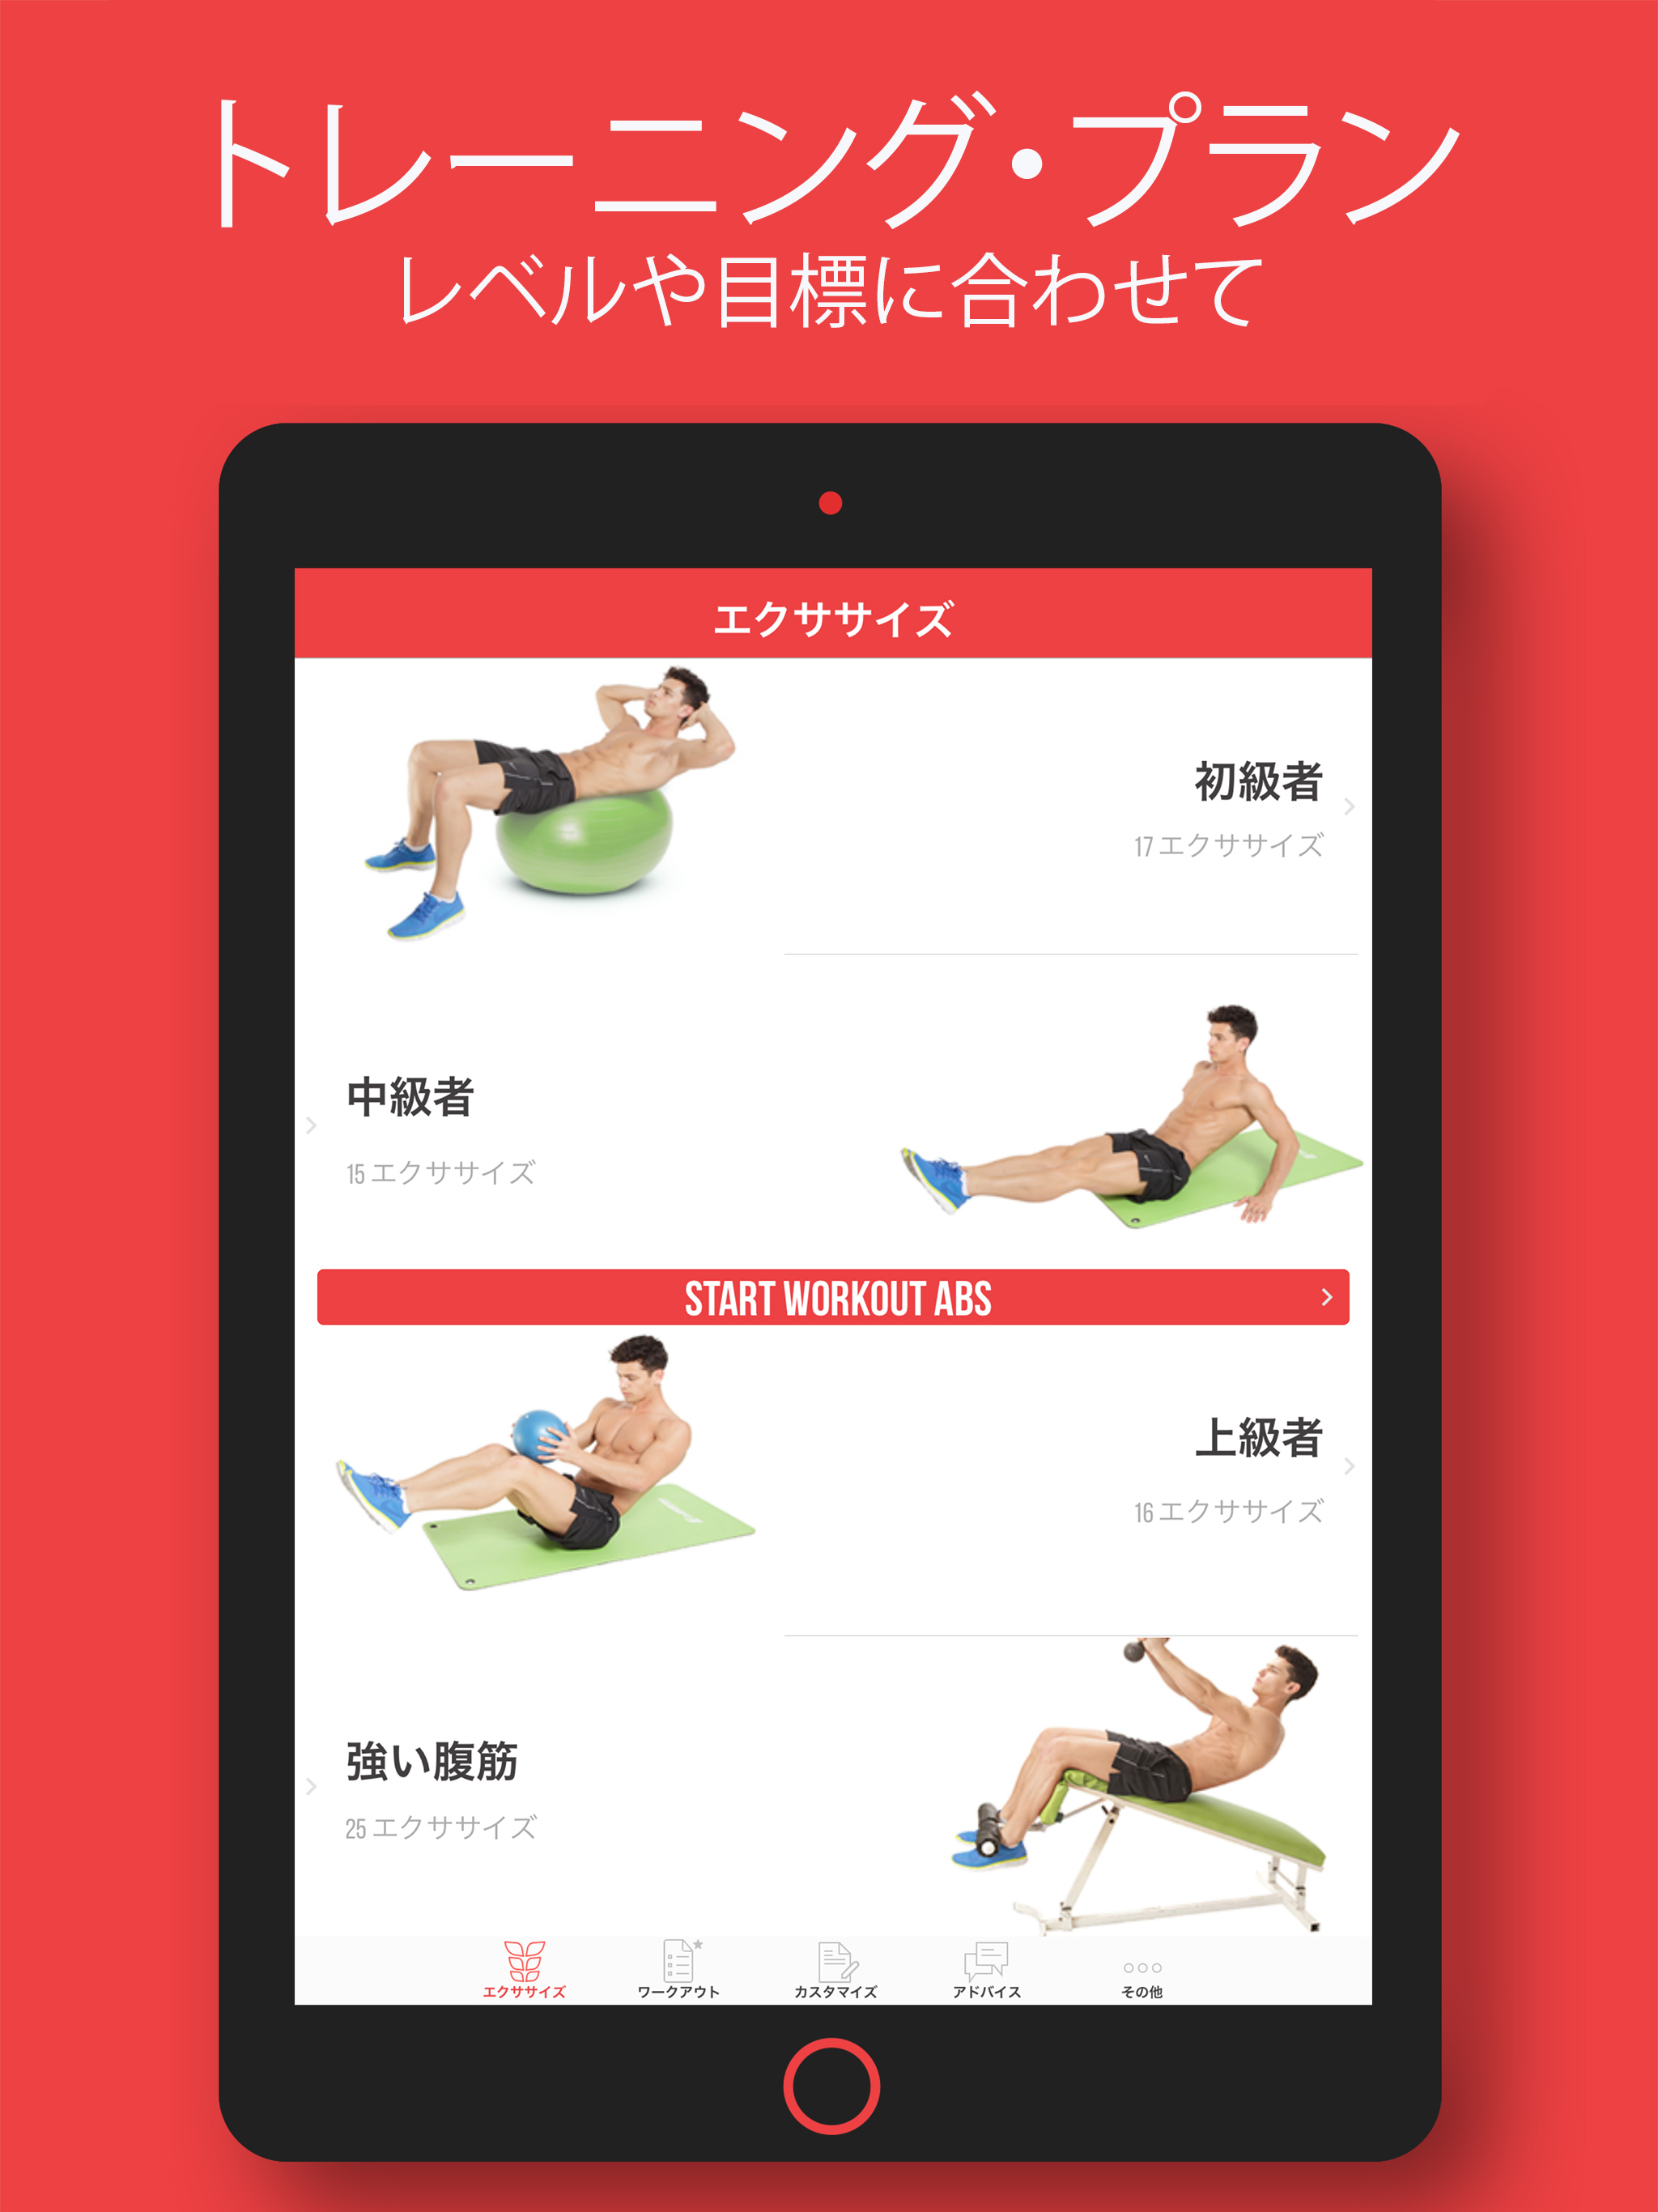 トレーニング・プラン
レベルや目標に合わせて
エクササイズ
初級者
17 エクササイズ
中級者
15 エクササイズ
START WORKOUT ABS
上級者
16 エクササイズ
強い腹筋
25 エクササイズ
エクササイズ
ワークアウト
カスタマイズ
アドバイス
その他